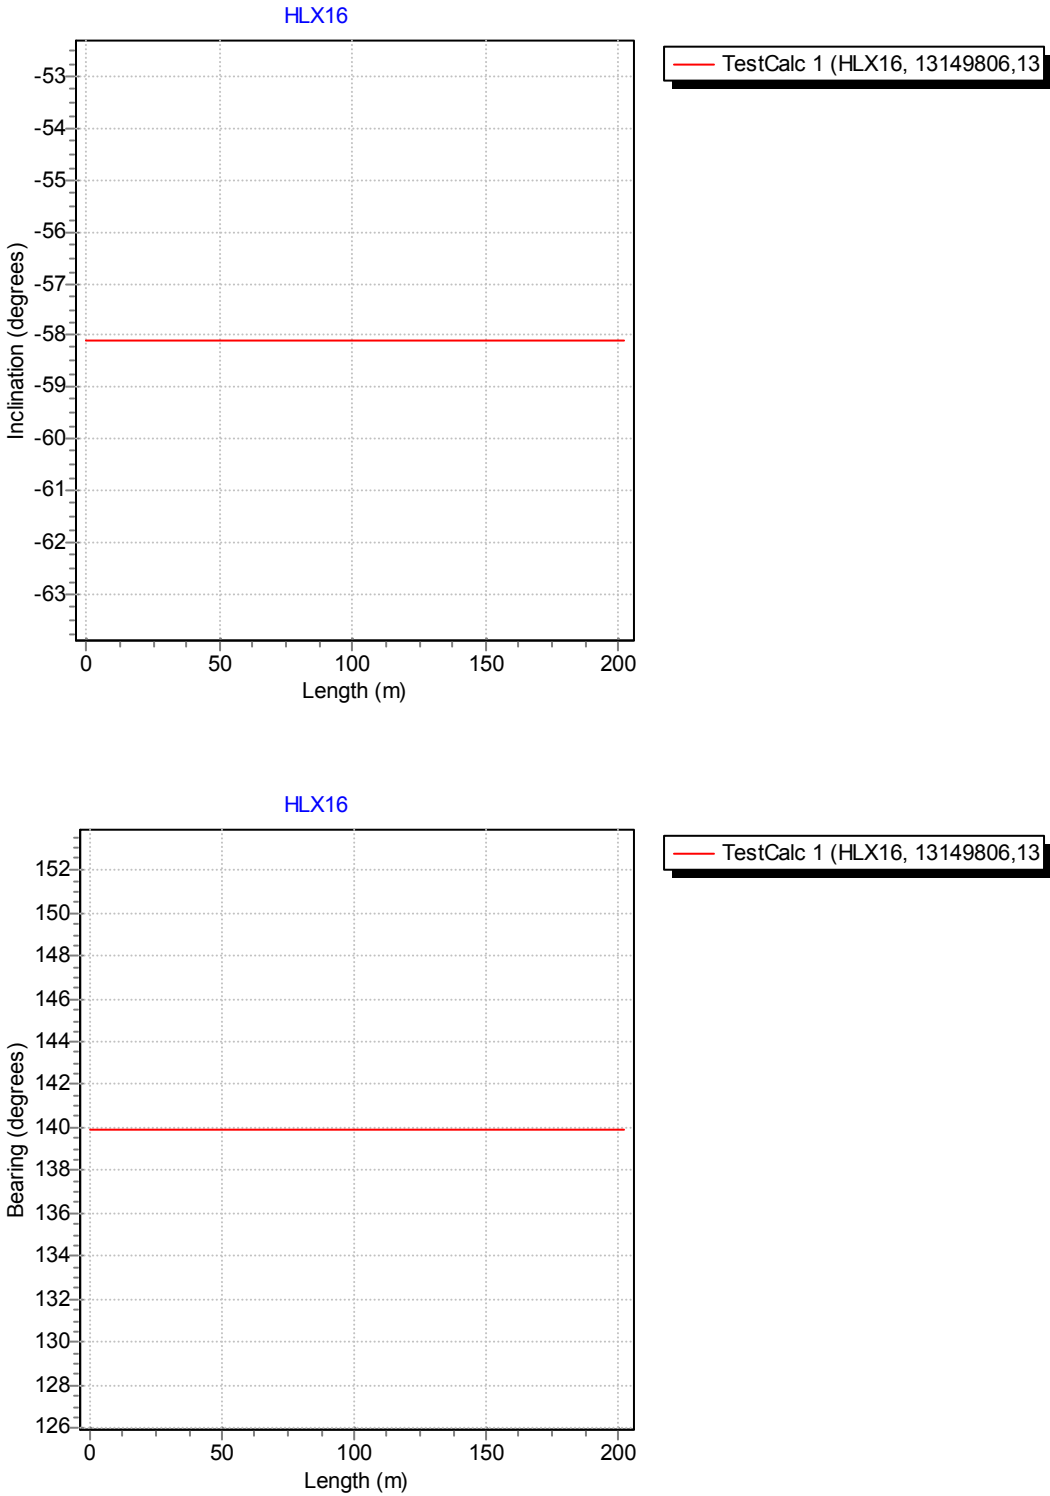 HLX16
TestCalc 1 (HLX16, 13149806,13
-53
-54
-55
-56
-57
-58
-59
-60
-61
-62
-63
Inclination (degrees)
0 50 100 150 200
Length (m)
HLX16
TestCalc 1 (HLX16, 13149806,13
152
150
148
146
144
142
140
138
136
134
132
130
128
126
Bearing (degrees)
0 50 100 150 200
Length (m)